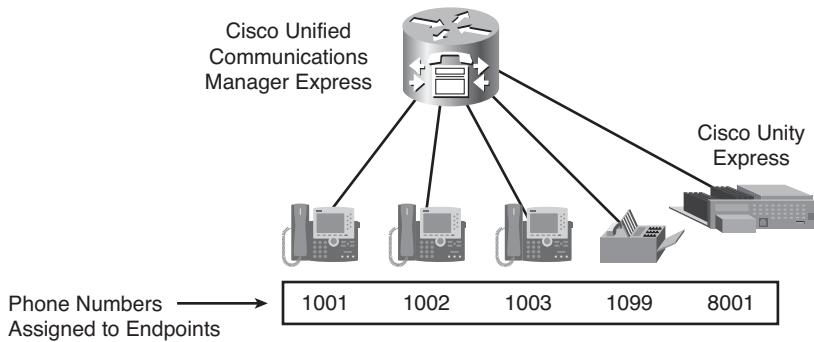 Cisco Unified
Communications
Manager Express
Cisco Unity
Express
Phone Numbers
Assigned to Endpoints
1001 1002 1003 1099 8001